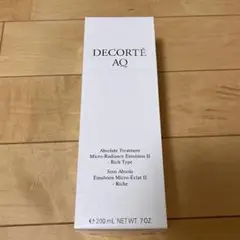 DECORTÉ
AQ
Absolute Treatment
Micro-Radiance Emulsion II
- Rich Type
Soin Absolu
Émulsion Micro-Éclat II
- Riche
℮ 200 mL NET WT. 7 OZ.